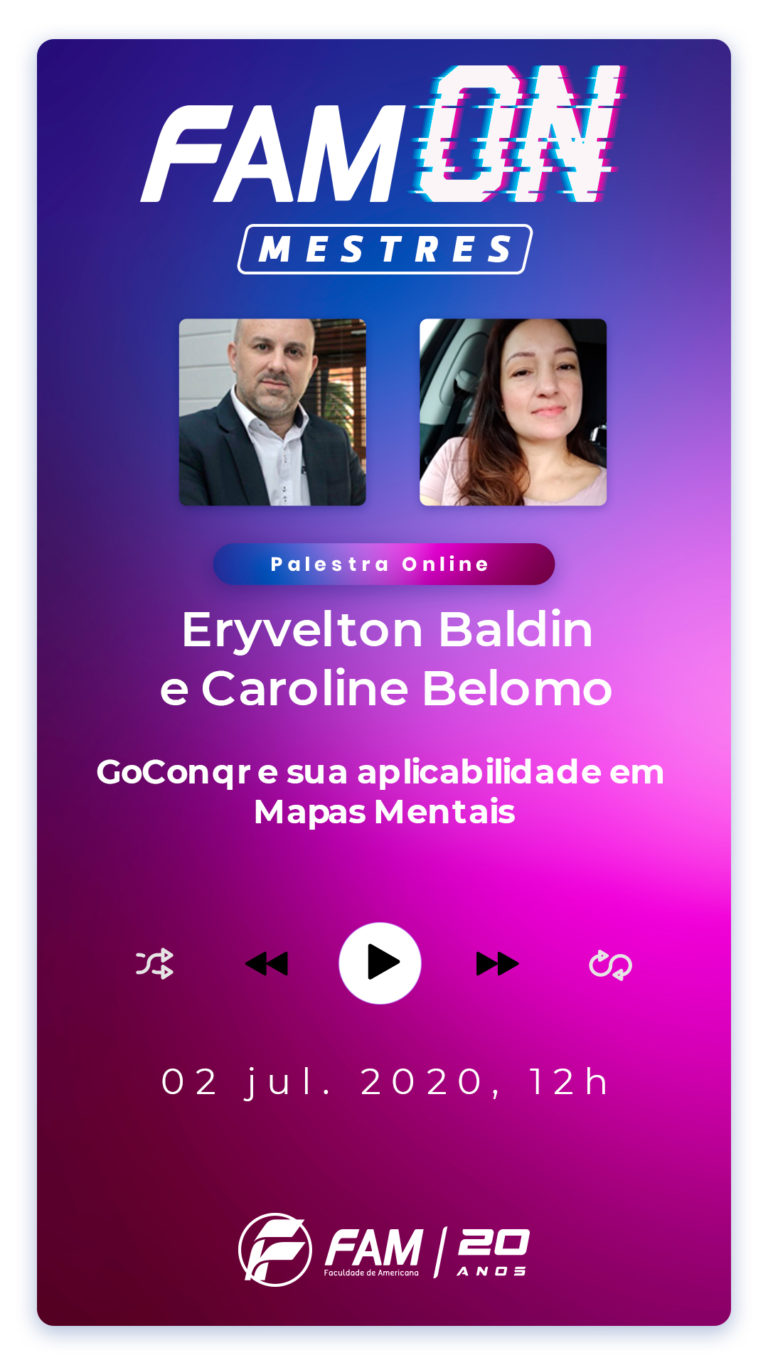 FAM ON
MESTRES
Palestra Online
Eryvelton Baldin
e Caroline Belomo
GoConqr e sua aplicabilidade em
Mapas Mentais
02 jul. 2020, 12h
FAM | 20
Faculdade de Americana ANOS